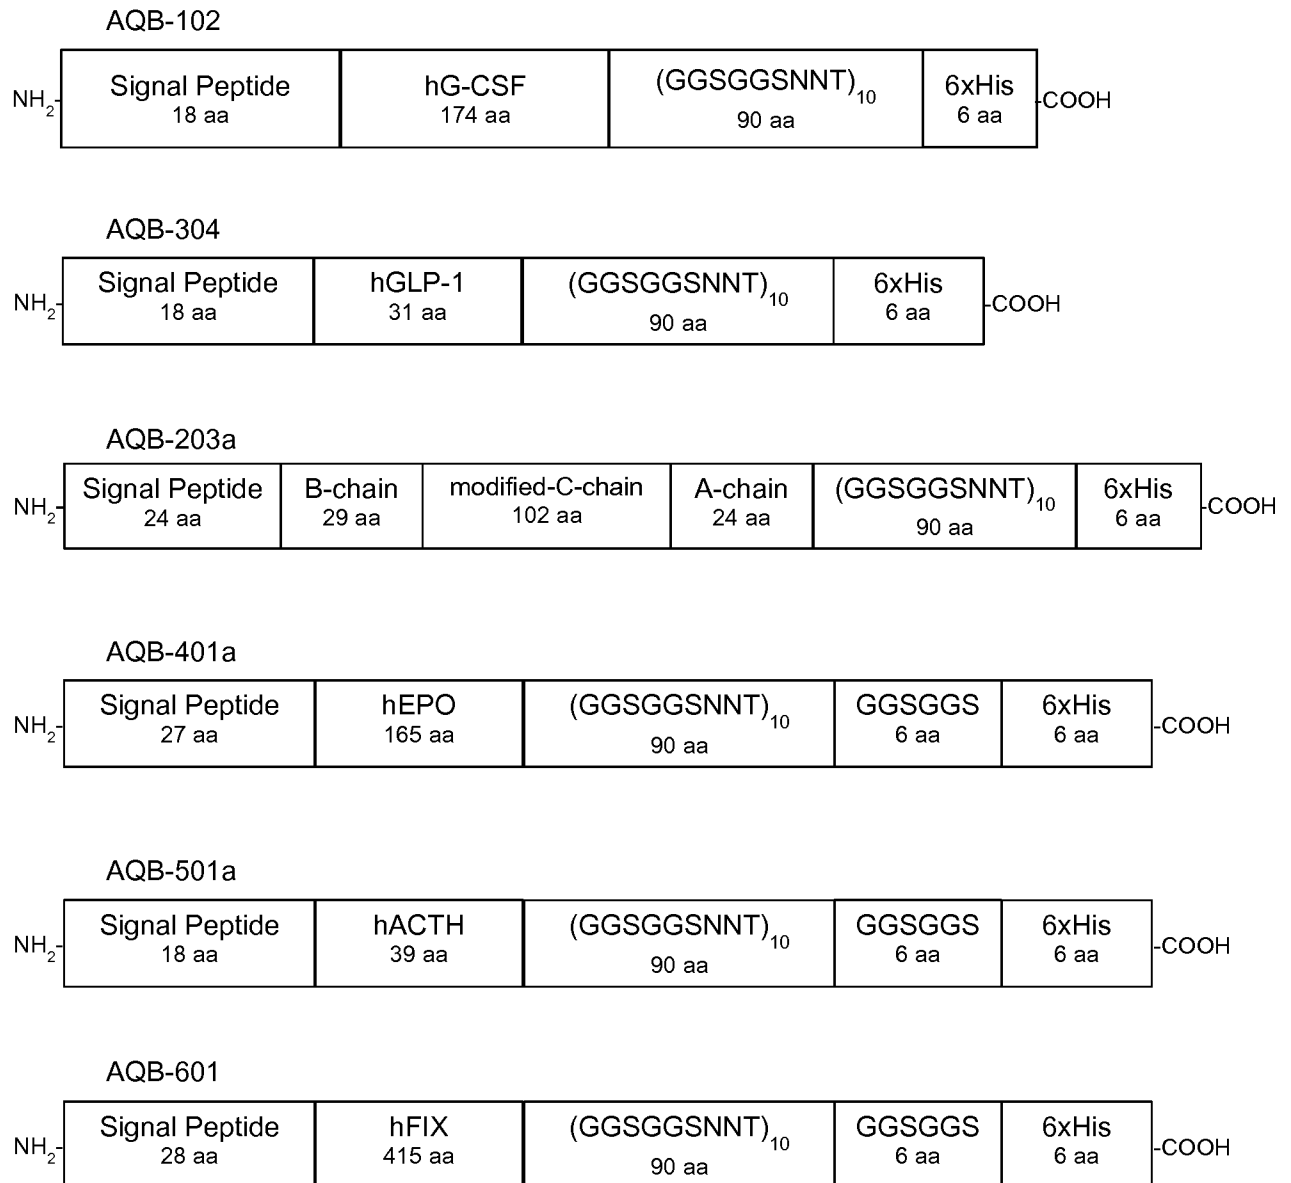 AQB-102
Signal Peptide hG-CSF (GGSGGSNNT)10 6xHis
NH2 18 aa 174 aa 90 aa 6 aa COOH
AQB-304
Signal Peptide hGLP-1 (GGSGGSNNT)10 6xHis
NH2 18 aa 31 aa 90 aa 6 aa COOH
AQB-203a
Signal Peptide B-chain modified-C-chain A-chain (GGSGGSNNT)10 6xHis
NH2 24 aa 29 aa 102 aa 24 aa 90 aa 6 aa COOH
AQB-401a
Signal Peptide hEPO (GGSGGSNNT)10 GGSGGS 6xHis
NH2 27 aa 165 aa 90 aa 6 aa 6 aa COOH
AQB-501a
Signal Peptide hACTH (GGSGGSNNT)10 GGSGGS 6xHis
NH2 18 aa 39 aa 90 aa 6 aa 6 aa COOH
AQB-601
Signal Peptide hFIX (GGSGGSNNT)10 GGSGGS 6xHis
NH2 28 aa 415 aa 90 aa 6 aa 6 aa COOH